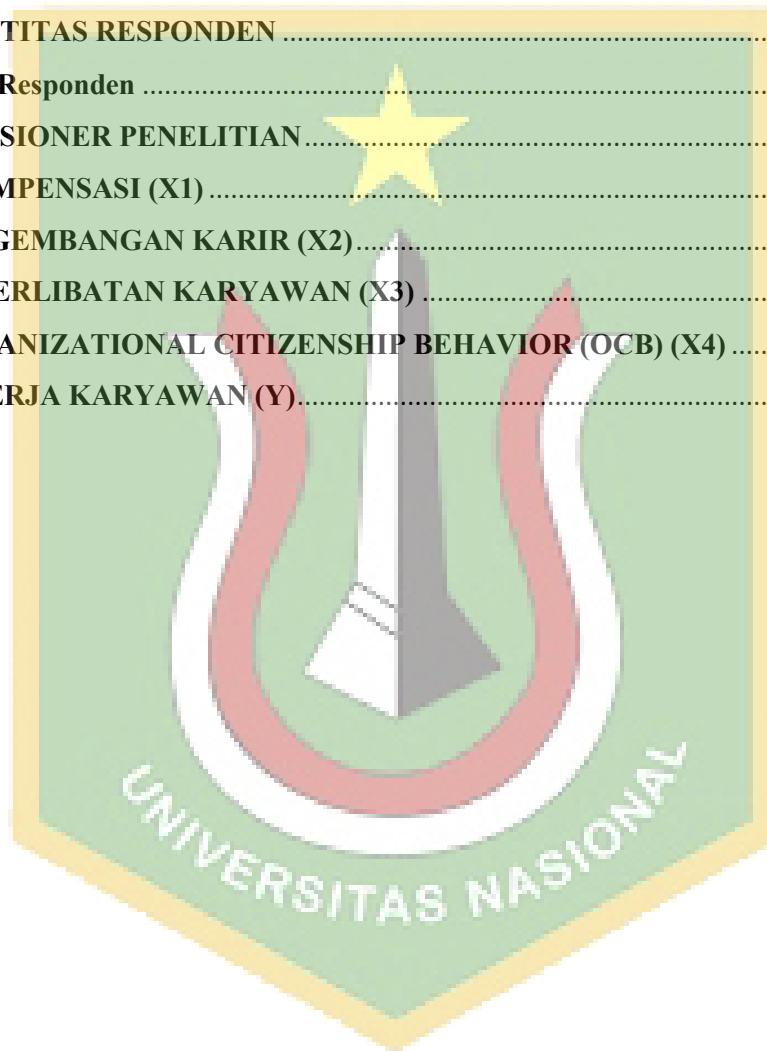 TITAS RESPONDEN ........................................................................
Responden ........................................................................
SIONER PENELITIAN ........................................................................
MPENSASI (X1) ........................................................................
GEMBANGAN KARIR (X2) ........................................................................
ERLIBATAN KARYAWAN (X3) ........................................................................
ANIZATIONAL CITIZENSHIP BEHAVIOR (OCB) (X4) .....
ERJA KARYAWAN (Y) ........................................................................
UNIVERSITAS NASIONAL